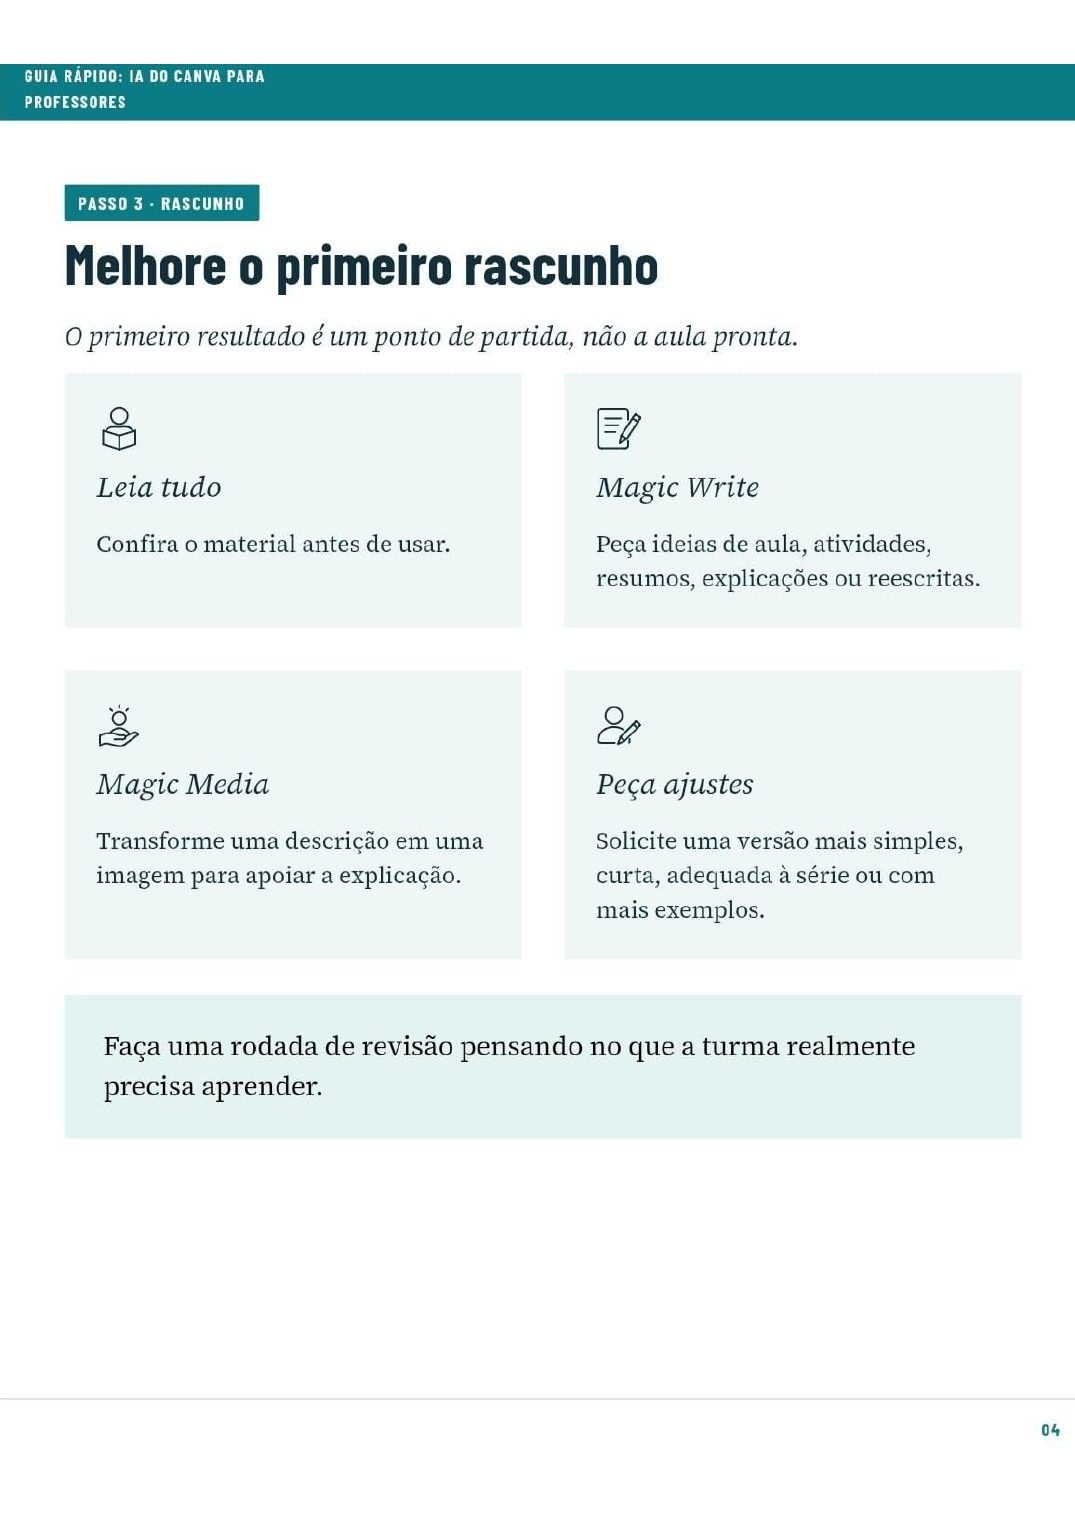 GUIA RÁPIDO: IA DO CANVA PARA
PROFESSORES
PASSO 3 · RASCUNHO
Melhore o primeiro rascunho
O primeiro resultado é um ponto de partida, não a aula pronta.
Leia tudo
Confira o material antes de usar.
Magic Write
Peça ideias de aula, atividades,
resumos, explicações ou reescritas.
Magic Media
Transforme uma descrição em uma
imagem para apoiar a explicação.
Peça ajustes
Solicite uma versão mais simples,
curta, adequada à série ou com
mais exemplos.
Faça uma rodada de revisão pensando no que a turma realmente
precisa aprender.
04